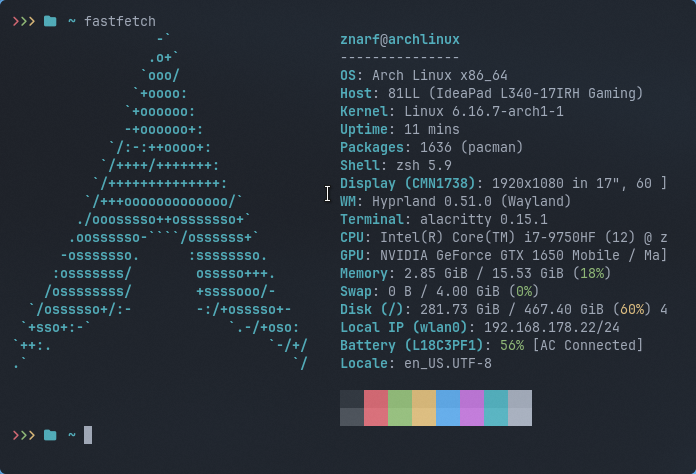 ❯❯❯ ~ fastfetch
                  -`
                 .o+`
                `ooo/
               `+oooo:
              `+oooooo:
              -+oooooo+:
            `/:-:++oooo+:
           `/++++/+++++++:
          `/++++++++++++++:
         `/+++ooooooooooooo/`
        ./ooosssso++osssssso+`
       .oossssso-````/ossssss+`
      -osssssso.      :ssssssso.
     :osssssss/        osssso+++.
    /ossssssss/        +ssssooo/-
  `/ossssso+/:-        -:/+osssso+-
 `+sso+:-`                 `.-/+oso:
`++:.                           `-/+/
.`                                 `/
znarf@archlinux
---------------
OS: Arch Linux x86_64
Host: 81LL (IdeaPad L340-17IRH Gaming)
Kernel: Linux 6.16.7-arch1-1
Uptime: 11 mins
Packages: 1636 (pacman)
Shell: zsh 5.9
Display (CMN1738): 1920x1080 in 17", 60 ]
WM: Hyprland 0.51.0 (Wayland)
Terminal: alacritty 0.15.1
CPU: Intel(R) Core(TM) i7-9750HF (12) @ z
GPU: NVIDIA GeForce GTX 1650 Mobile / Ma]
Memory: 2.85 GiB / 15.53 GiB (18%)
Swap: 0 B / 4.00 GiB (0%)
Disk (/): 281.73 GiB / 467.40 GiB (60%) 4
Local IP (wlan0): 192.168.178.22/24
Battery (L18C3PF1): 56% [AC Connected]
Locale: en_US.UTF-8
❯❯❯ ~